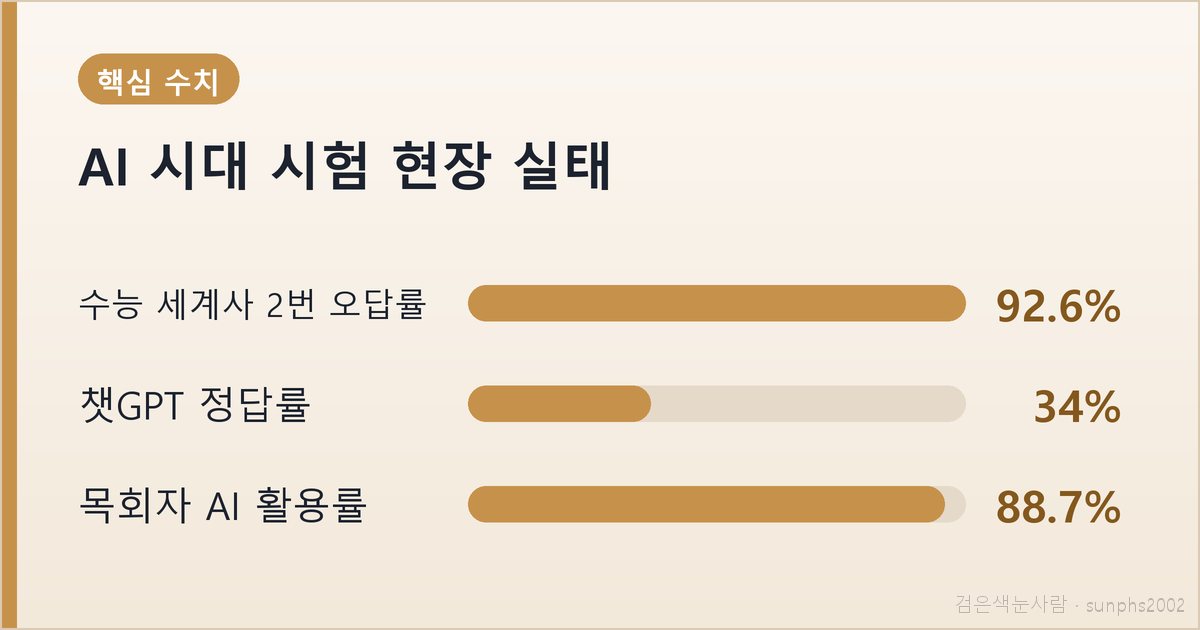 핵심 수치
AI 시대 시험 현장 실태
수능 세계사 2번 오답률 92.6%
챗GPT 정답률 34%
목회자 AI 활용률 88.7%
검은색눈사람 · sunphs2002